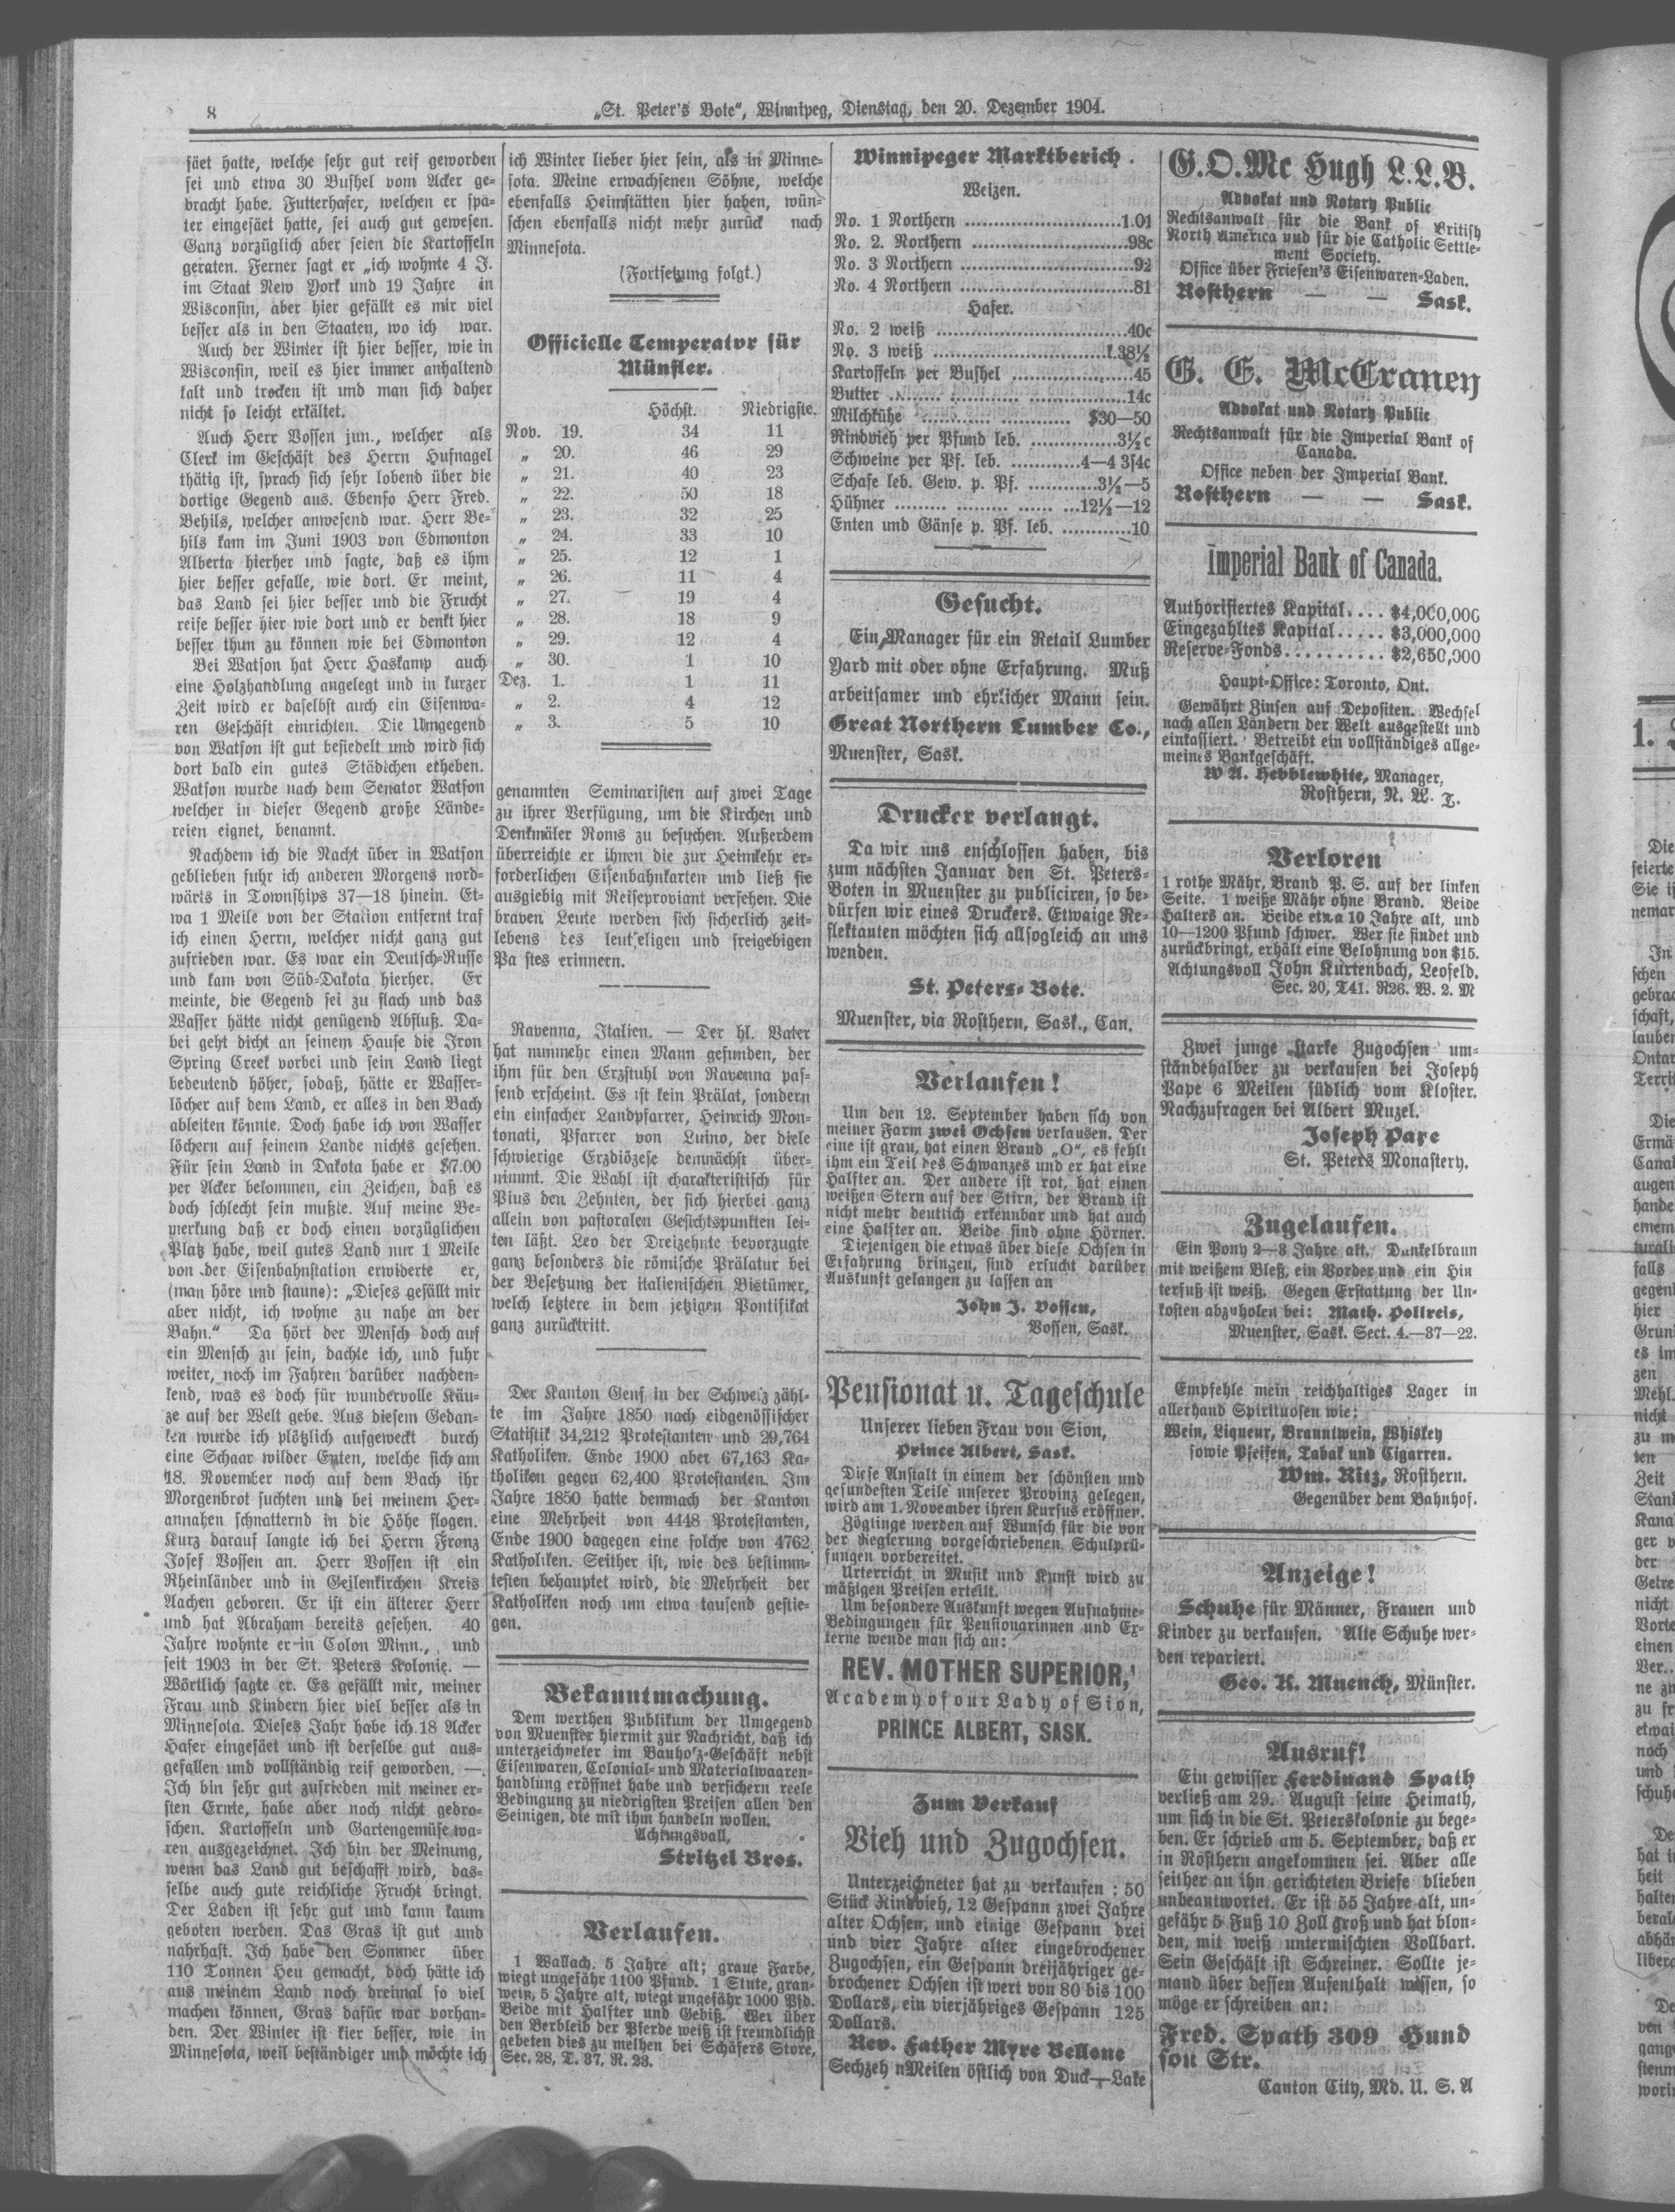 8
„St. Peter's Bote“, Winnipeg, Dienstag, den 20. Dezember 1904.
säet hatte, welche sehr gut reif geworden
sei und etwa 30 Bushel vom Acker ge-
bracht habe. Futterhafer, welchen er spä-
ter eingesäet hatte, sei auch gut gewesen.
Ganz vorzüglich aber seien die Kartoffeln
geraten. Ferner sagt er „ich wohnte 4 J.
im Staat New York und 19 Jahre in
Wisconsin, aber hier gefällt es mir viel
besser als in den Staaten, wo ich war.
Auch der Winter ist hier besser, wie in
Wisconsin, weil es hier immer anhaltend
kalt und trocken ist und man sich daher
nicht so leicht erkältet.
Auch Herr Vossen jun., welcher als
Clerk im Geschäft des Herrn Hufnagel
thätig ist, sprach sich sehr lobend über die
dortige Gegend aus. Ebenso Herr Fred.
Behils, welcher anwesend war. Herr Be-
hils kam im Juni 1903 von Edmonton
Alberta hierher und sagte, daß es ihm
hier besser gefalle, wie dort. Er meint,
das Land sei hier besser und die Frucht
reife besser hier wie dort und er denkt hier
besser thun zu können wie bei Edmonton
Bei Watson hat Herr Haskamp auch
eine Holzhandlung angelegt und in kurzer
Zeit wird er daselbst auch ein Eisenwa-
ren Geschäft einrichten. Die Umgegend
von Watson ist gut besiedelt und wird sich
dort bald ein gutes Städtchen etheben.
Watson wurde nach dem Senator Watson
welcher in dieser Gegend große Lände-
reien eignet, benannt.
Nachdem ich die Nacht über in Watson
geblieben fuhr ich anderen Morgens nord-
wärts in Townships 37—18 hinein. Et-
wa 1 Meile von der Station entfernt traf
ich einen Herrn, welcher nicht ganz gut
zufrieden war. Es war ein Deutsch-Russe
und kam von Süd-Dakota hierher. Er
meinte, die Gegend sei zu flach und das
Wasser hätte nicht genügend Abfluß. Da-
bei geht dicht an seinem Hause die Iron
Spring Creek vorbei und sein Land liegt
bedeutend höher, sodaß, hätte er Wasser-
löcher auf dem Land, er alles in den Bach
ableiten könnte. Doch habe ich von Wasser
löchern auf seinem Lande nichts gesehen.
Für sein Land in Dakota habe er $7.00
per Acker bekommen, ein Zeichen, daß es
doch schlecht sein mußte. Auf meine Be-
merkung daß er doch einen vorzüglichen
Platz habe, weil gutes Land nur 1 Meile
von der Eisenbahnstation erwiderte er,
(man höre und staune): „Dieses gefällt mir
aber nicht, ich wohne zu nahe an der
Bahn.“ Da hört der Mensch doch auf
ein Mensch zu sein, dachte ich, und fuhr
weiter, noch im Fahren darüber nachden-
kend, was es doch für wundervolle Käu-
ze auf der Welt gebe. Aus diesem Gedan-
ken wurde ich plötzlich aufgeweckt durch
eine Schaar wilder Enten, welche sich am
18. November noch auf dem Bach ihr
Morgenbrot suchten und bei meinem Her-
annahen schnatternd in die Höhe flogen.
Kurz darauf langte ich bei Herrn Franz
Josef Vossen an. Herr Vossen ist ein
Rheinländer und in Geilenkirchen Kreis
Aachen geboren. Er ist ein älterer Herr
und hat Abraham bereits gesehen. 40
Jahre wohnte er in Colon Minn., und
seit 1903 in der St. Peters Kolonie. —
Wörtlich sagte er. Es gefällt mir, meiner
Frau und Kindern hier viel besser als in
Minnesota. Dieses Jahr habe ich 18 Acker
Hafer eingesäet und ist derselbe gut aus-
gefallen und vollständig reif geworden. —
Ich bin sehr gut zufrieden mit meiner er-
sten Ernte, habe aber noch nicht gedro-
schen. Kartoffeln und Gartengemüse wa-
ren ausgezeichnet. Ich bin der Meinung,
wenn das Land gut beschafft wird, das-
selbe auch gute reichliche Frucht bringt.
Der Laden ist sehr gut und kann kaum
geboten werden. Das Gras ist gut und
nahrhaft. Ich habe den Sommer über
110 Tonnen Heu gemacht, doch hätte ich
aus meinem Land noch dreimal so viel
machen können, Gras dafür war vorhan-
den. Der Winter ist kier besser, wie in
Minnesota, weil beständiger und möchte ich
ich Winter lieber hier sein, als in Minne-
sota. Meine erwachsenen Söhne, welche
ebenfalls Heimstätten hier haben, wün-
schen ebenfalls nicht mehr zurück nach
Minnesota.
(Fortsetzung folgt.)
Officielle Temperatvr für
Münster.
Höchst. Niedrigste.
Nov. 19. 34 11
„ 20. 46 29
„ 21. 40 23
„ 22. 50 18
„ 23. 32 25
„ 24. 33 10
„ 25. 12 1
„ 26. 11 4
„ 27. 19 4
„ 28. 18 9
„ 29. 12 4
„ 30. 1 10
Dez. 1. 1 11
„ 2. 4 12
„ 3. 5 10
genannten Seminaristen auf zwei Tage
zu ihrer Verfügung, um die Kirchen und
Denkmäler Roms zu besuchen. Außerdem
überreichte er ihnen die zur Heimkehr er-
forderlichen Eisenbahnkarten und ließ sie
ausgiebig mit Reiseproviant versehen. Die
braven Leute werden sich sicherlich zeit-
lebens des leutseligen und freigebigen
Pa stes erinnern.
Ravenna, Italien. — Der hl. Vater
hat nunmehr einen Mann gefunden, der
ihm für den Erzstuhl von Ravenna pas-
send erscheint. Es ist kein Prälat, sondern
ein einfacher Landpfarrer, Heinrich Mon-
tonati, Pfarrer von Luino, der diele
schwierige Erzdiözese demnächst über-
nimmt. Die Wahl ist charakteristisch für
Pius den Zehnten, der sich hierbei ganz
allein von pastoralen Gesichtspunkten lei-
ten läßt. Leo der Dreizehnte bevorzugte
ganz besonders die römische Prälatur bei
der Besetzung der italienischen Bistümer,
welch letztere in dem jetzigen Pontifikat
ganz zurücktritt.
Der Kanton Genf in der Schweiz zähl-
te im Jahre 1850 nach eidgenössischer
Statistik 34,212 Protestanten und 29,764
Katholiken. Ende 1900 aber 67,163 Ka-
tholiken gegen 62,400 Protestanten. Im
Jahre 1850 hatte demnach der Kanton
eine Mehrheit von 4448 Protestanten,
Ende 1900 dagegen eine solche von 4762
Katholiken. Seither ist, wie des bestimm-
testen behauptet wird, die Mehrheit der
Katholiken noch um etwa tausend gestie-
gen.
Bekanntmachung.
Dem werthen Publikum der Umgegend
von Muenster hiermit zur Nachricht, daß ich
unterzeichneter im Bauholz-Geschäft nebst
Eisenwaren, Colonial- und Materialwaaren-
handlung eröffnet habe und versichern reele
Bedingung zu niedrigsten Preisen allen den
Seinigen, die mit ihm handeln wollen.
Achtungsvall,
Stritzel Bros.
Verlaufen.
1 Wallach. 5 Jahre alt; graue Farbe,
wiegt ungefähr 1100 Pfund. 1 Stute, gran-
wein, 5 Jahre alt, wiegt ungefähr 1000 Pfd.
Beide mit Halfter und Gebiß. Wer über
den Verbleib der Pferde weiß ist freundlichst
gebeten dies zu melhen bei Schäfers Store,
Sec. 28, T. 37, R. 23.
Winnipeger Marktberich .
Weizen.
No. 1 Northern ............................1.01
No. 2. Northern ...........................98c
No. 3 Northern ..............................92
No. 4 Northern ..............................81
Hafer.
No. 2 weiß .................................40c
No. 3 weiß ..............................38½
Kartoffeln per Bushel .....................45
Butter ......... ........... ............ .........14c
Milchkühe ............ ............ $30—50
Rindvieh per Pfund leb. ...............3½c
Schweine per Pf. leb. ............4—4 3/4c
Schafe leb. Gew. p. Pf. ............3½—5
Hühner ......... ......... ...... ...12½—12
Enten und Gänse p. Pf. leb. ............10
Gesucht.
Ein Manager für ein Retail Lumber
Yard mit oder ohne Erfahrung. Muß
arbeitsamer und ehrlicher Mann sein.
Great Northern Lumber Co.,
Muenster, Sask.
Drucker verlangt.
Da wir uns enschlossen haben, bis
zum nächsten Januar den St. Peters-
Boten in Muenster zu publiciren, so be-
dürfen wir eines Druckers. Etwaige Re-
flektanten möchten sich allsogleich an uns
wenden.
St. Peters- Bote.
Muenster, via Rosthern, Sask., Can.
Verlaufen!
Um den 12. September haben sich von
meiner Farm zwei Ochsen verlaufen. Der
eine ist grau, hat einen Brand „O“, es fehlt
ihm ein Teil des Schwanzes und er hat eine
Halfter an. Der andere ist rot, hat einen
weißen Stern auf der Stirn, der Brand ist
nicht mehr deutlich erkennbar und hat auch
eine Halfter an. Beide sind ohne Hörner.
Diejenigen die etwas über diese Ochsen in
Erfahrung bringen, sind ersucht darüber
Auskunft gelangen zu lassen an
John J. Vossen,
Vossen, Sask.
Pensionat u. Tageschule
Unserer lieben Frau von Sion,
Prince Albert, Sask.
Diese Anstalt in einem der schönsten und
gesundesten Teile unserer Provinz gelegen,
wird am 1. November ihren Kursus eröffnen.
Zöglinge werden auf Wunsch für die von
der Regierung vorgeschriebenen Schulprü-
fungen vorbereitet.
Unterricht in Musik und Kunst wird zu
mäßigen Preisen erteilt.
Um besondere Auskunft wegen Aufnahme-
Bedingungen für Pensionarinnen und Ex-
terne wende man sich an:
REV. MOTHER SUPERIOR,
Academy of our Lady of Sion,
PRINCE ALBERT, SASK.
Zum Verkauf
Vieh und Zugochsen.
Unterzeichneter hat zu verkaufen : 50
Stück Rindvieh, 12 Gespann zwei Jahre
alter Ochsen, und einige Gespann drei
und vier Jahre alter eingebrochener
Zugochsen, ein Gespann dreijähriger ge-
brochener Ochsen ist wert von 80 bis 100
Dollars, ein vierjähriges Gespann 125
Dollars.
Rev. Father Myre Bellone
Sechzeh nMeilen östlich von Duck—Lake
G.O.Mc Hugh L.L.B.
Advokat und Notary Public
Rechtsanwalt für die Bank of British
North America und für die Catholic Settle-
ment Society.
Office über Friesen's Eisenwaren-Laden.
Rosthern — — Sask.
G. E. McCraney
Advokat und Notary Public
Rechtsanwalt für die Imperial Bank of
Canada.
Office neben der Imperial Bank.
Rosthern — — Sask.
Imperial Bank of Canada.
Authorisiertes Kapital.... $4,000,000
Eingezahltes Kapital..... $3,000,000
Reserve-Fonds.......... $2,650,000
Haupt-Office: Toronto, Ont.
Gewährt Zinsen auf Depositen. Wechsel
nach allen Ländern der Welt ausgestellt und
einkassiert. Betreibt ein vollständiges allge-
meines Bankgeschäft.
W A. Hebblewhite, Manager,
Rosthern, N. W. T.
Verloren
1 rothe Mähr, Brand P. S. auf der linken
Seite. 1 weiße Mähr ohne Brand. Beide
Halters an. Beide etwa 10 Jahre alt, und
10—1200 Pfund schwer. Wer sie findet und
zurückbringt, erhält eine Belohnung von $15.
Achtungsvoll John Kurtenbach, Leofeld.
Sec. 20, T41. R26. W. 2. M
Zwei junge starke Zugochsen um-
ständehalber zu verkaufen bei Joseph
Pape 6 Meilen südlich vom Kloster.
Nachzufragen bei Albert Muzel.
Joseph Pape
St. Peters Monastery.
Zugelaufen.
Ein Pony 2—3 Jahre alt. Dunkelbraun
mit weißem Bleß, ein Vorder und ein Hin
terfuß ist weiß. Gegen Erstattung der Un-
kosten abzuholen bei: Math. Pollreis,
Muenster, Sask. Sect. 4.—37—22.
Empfehle mein reichhaltiges Lager in
allerhand Spirituosen wie:
Wein, Liqueur, Branntwein, Whiskey
sowie Pfeifen, Tabak und Cigarren.
Wm. Ritz, Rosthern.
Gegenüber dem Bahnhof.
Anzeige!
Schuhe für Männer, Frauen und
Kinder zu verkaufen. Alte Schuhe wer-
den repariert.
Geo. K. Muench, Münster.
Ausruf!
Ein gewisser Ferdinand Spath
verließ am 29. August seine Heimath,
um sich in die St. Peterskolonie zu bege-
ben. Er schrieb am 5. September, daß er
in Rosthern angekommen sei. Aber alle
seither an ihn gerichteten Briefe blieben
unbeantwortet. Er ist 55 Jahre alt, un-
gefähr 5 Fuß 10 Zoll groß und hat blon-
den, mit weiß untermischten Vollbart.
Sein Geschäft ist Schreiner. Sollte je-
mand über dessen Aufenthalt wissen, so
möge er schreiben an:
Fred. Spath 309 Hund
son Str.
Canton City, Md. U. S. A